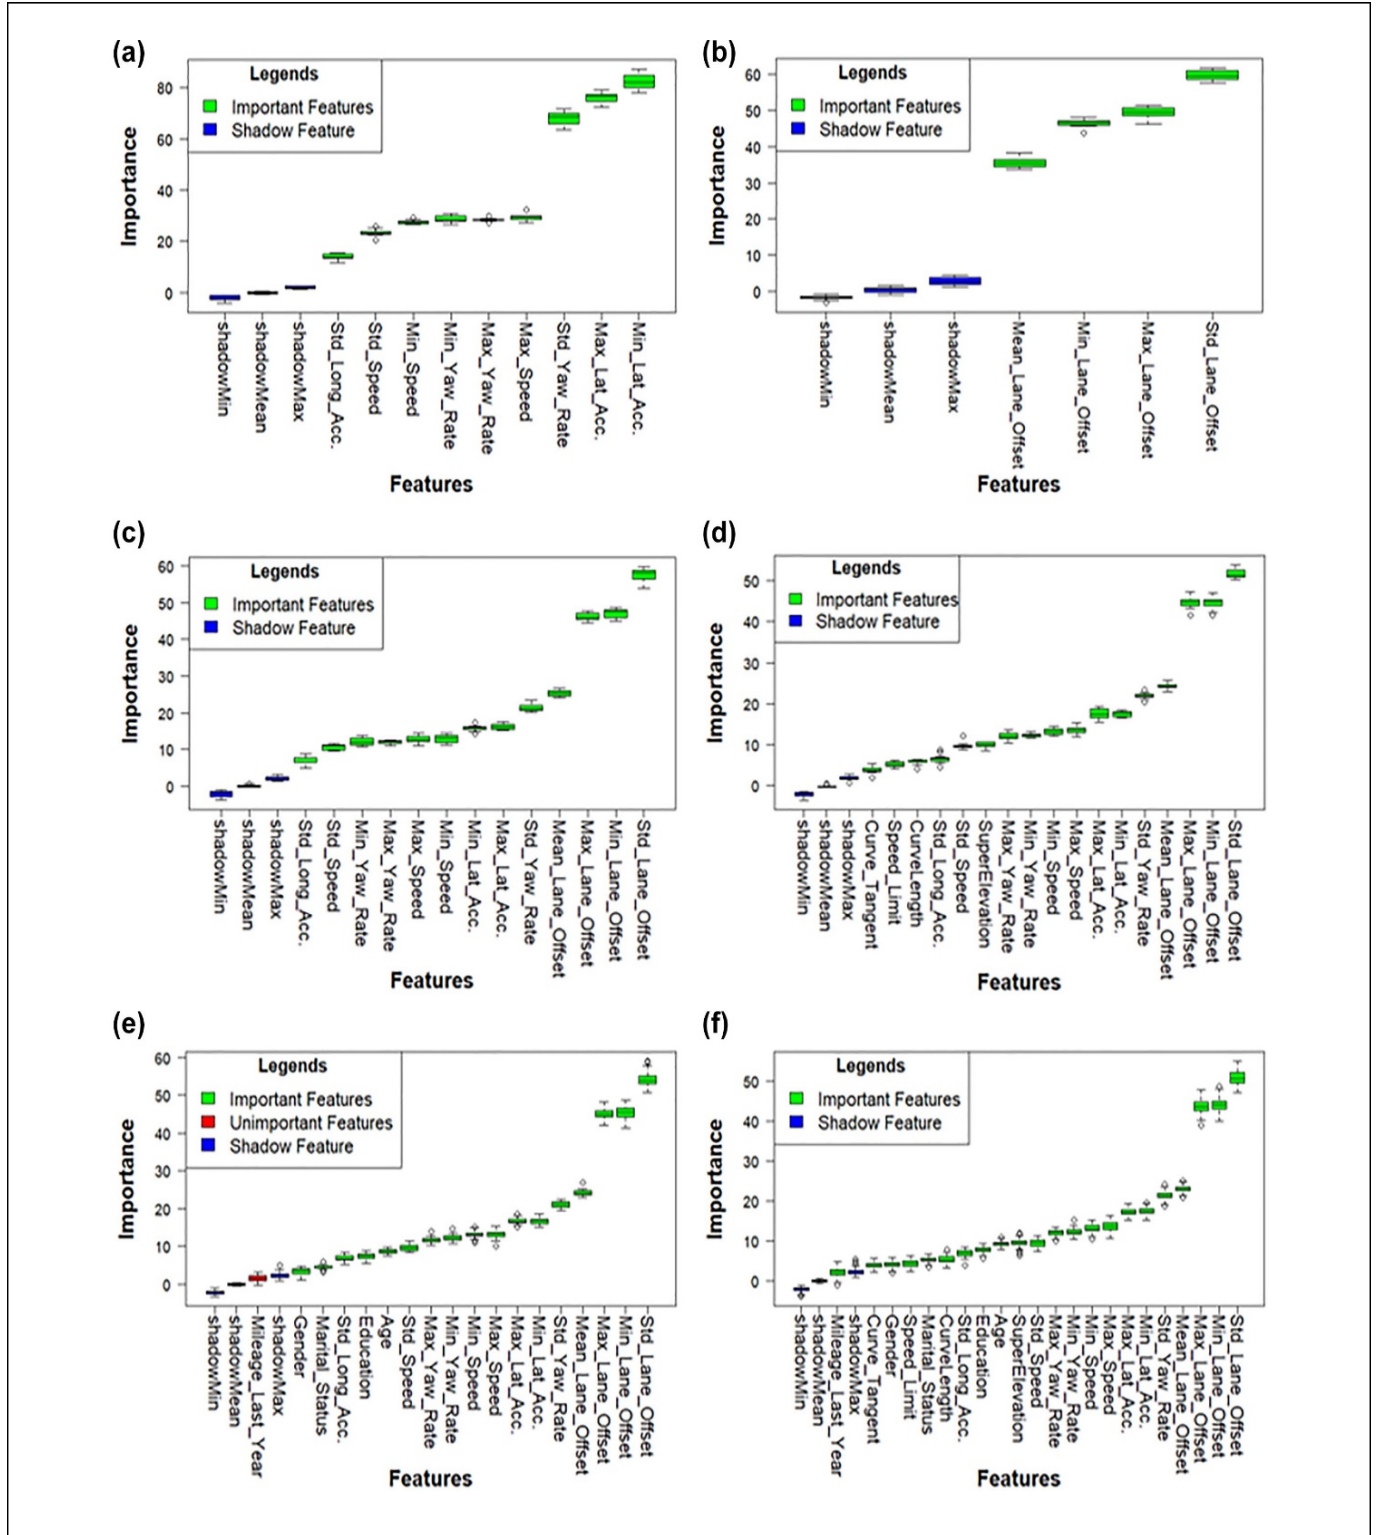 (a)
Legends
Important Features
Shadow Feature
Importance
80
60
40
20
0
shadowMin
shadowMean
shadowMax
Std_Long_Acc.
Std_Speed
Min_Speed
Min_Yaw_Rate
Max_Yaw_Rate
Max_Speed
Std_Yaw_Rate
Max_Lat_Acc.
Min_Lat_Acc.
Features
(b)
Legends
Important Features
Shadow Feature
Importance
60
50
40
30
20
10
0
shadowMin
shadowMean
shadowMax
Mean_Lane_Offset
Min_Lane_Offset
Max_Lane_Offset
Std_Lane_Offset
Features
(c)
Legends
Important Features
Shadow Feature
Importance
60
50
40
30
20
10
0
shadowMin
shadowMean
shadowMax
Std_Long_Acc.
Std_Speed
Min_Yaw_Rate
Max_Yaw_Rate
Max_Speed
Min_Speed
Min_Lat_Acc.
Max_Lat_Acc.
Std_Yaw_Rate
Mean_Lane_Offset
Max_Lane_Offset
Min_Lane_Offset
Std_Lane_Offset
Features
(d)
Legends
Important Features
Shadow Feature
Importance
50
40
30
20
10
0
shadowMin
shadowMean
shadowMax
Curve_Tangent
Speed_Limit
CurveLength
Std_Long_Acc.
Std_Speed
SuperElevation
Max_Yaw_Rate
Min_Yaw_Rate
Min_Speed
Max_Speed
Max_Lat_Acc.
Min_Lat_Acc.
Std_Yaw_Rate
Mean_Lane_Offset
Max_Lane_Offset
Min_Lane_Offset
Std_Lane_Offset
Features
(e)
Legends
Important Features
Unimportant Features
Shadow Feature
Importance
60
50
40
30
20
10
0
shadowMin
shadowMean
Mileage_Last_Year
shadowMax
Gender
Marital_Status
Std_Long_Acc.
Education
Age
Std_Speed
Max_Yaw_Rate
Min_Yaw_Rate
Min_Speed
Max_Speed
Max_Lat_Acc.
Min_Lat_Acc.
Std_Yaw_Rate
Mean_Lane_Offset
Max_Lane_Offset
Min_Lane_Offset
Std_Lane_Offset
Features
(f)
Legends
Important Features
Shadow Feature
Importance
50
40
30
20
10
0
shadowMin
shadowMean
Mileage_Last_Year
shadowMax
Curve_Tangent
Gender
Speed_Limit
Marital_Status
CurveLength
Std_Long_Acc.
Education
Age
SuperElevation
Std_Speed
Max_Yaw_Rate
Min_Yaw_Rate
Min_Speed
Max_Speed
Max_Lat_Acc.
Min_Lat_Acc.
Std_Yaw_Rate
Mean_Lane_Offset
Max_Lane_Offset
Min_Lane_Offset
Std_Lane_Offset
Features